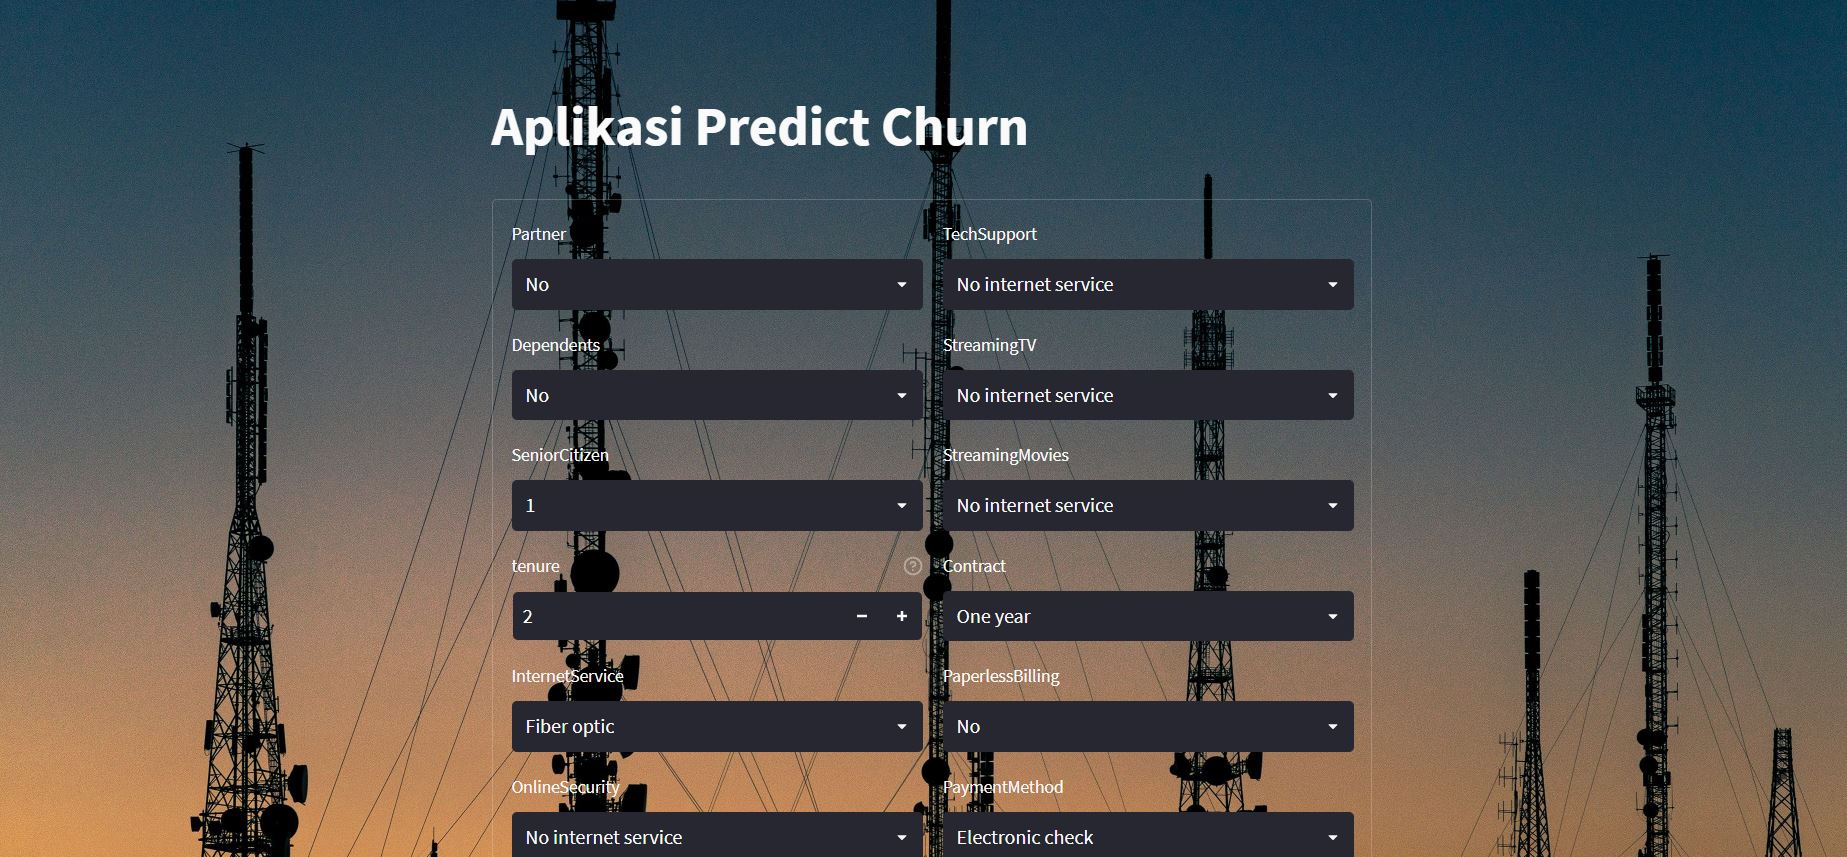 Aplikasi Predict Churn
Partner
No
Dependents
No
SeniorCitizen
1
tenure
2
InternetService
Fiber optic
OnlineSecurity
No internet service
TechSupport
No internet service
StreamingTV
No internet service
StreamingMovies
No internet service
Contract
One year
PaperlessBilling
No
PaymentMethod
Electronic check